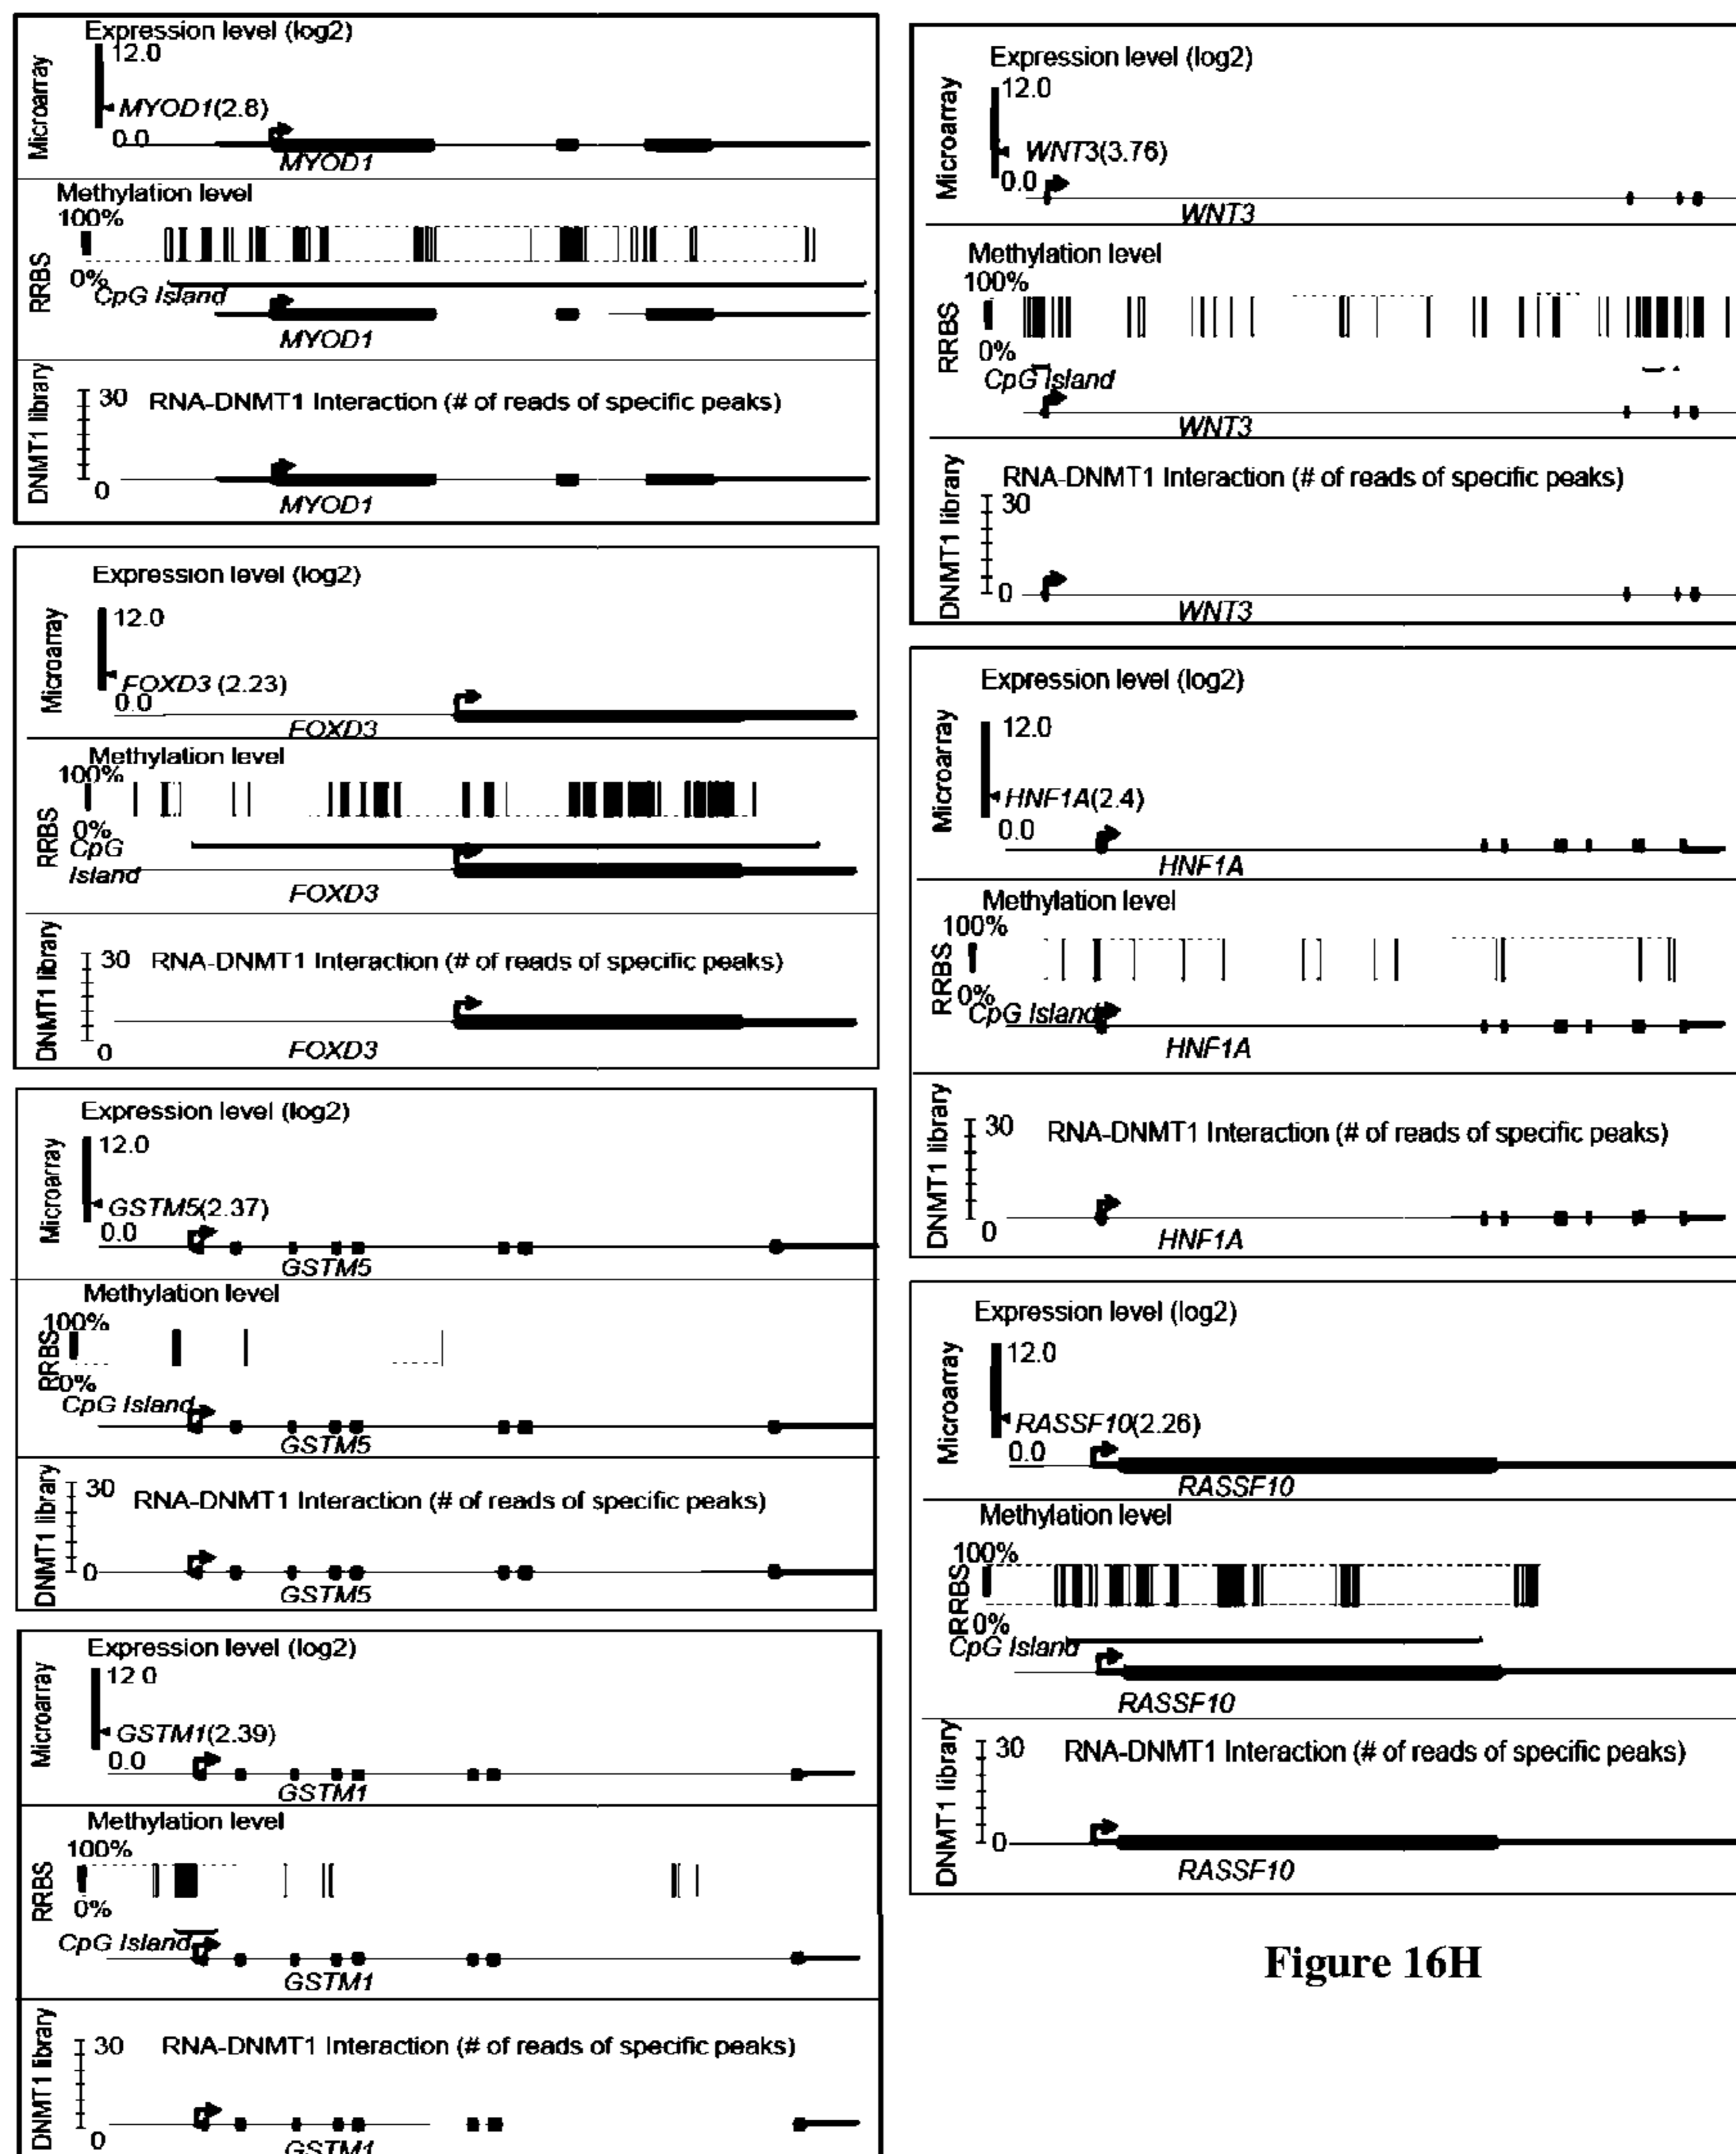 Expression level (log2)
12.0
MYOD1(2.8)
0.0
Microarray
MYOD1
Methylation level
100%
0%
RRBS
CpG Island
MYOD1
DNMT1 library
30 RNA-DNMT1 Interaction (# of reads of specific peaks)
0
MYOD1
Expression level (log2)
12.0
FOXD3 (2.23)
0.0
Microarray
FOXD3
Methylation level
100%
0%
RRBS
CpG
Island
FOXD3
DNMT1 library
30 RNA-DNMT1 Interaction (# of reads of specific peaks)
0
FOXD3
Expression level (log2)
12.0
GSTM5(2.37)
0.0
Microarray
GSTM5
Methylation level
100%
0%
RRBS
CpG Island
GSTM5
DNMT1 library
30 RNA-DNMT1 Interaction (# of reads of specific peaks)
0
GSTM5
Expression level (log2)
12 0
GSTM1(2.39)
0.0
Microarray
GSTM1
Methylation level
100%
0%
RRBS
CpG Island
GSTM1
DNMT1 library
30 RNA-DNMT1 Interaction (# of reads of specific peaks)
0
GSTM1
Expression level (log2)
12.0
WNT3(3.76)
0.0
Microarray
WNT3
Methylation level
100%
0%
RRBS
CpG Island
WNT3
DNMT1 library
RNA-DNMT1 Interaction (# of reads of specific peaks)
30
0
WNT3
Expression level (log2)
12.0
HNF1A(2.4)
0.0
Microarray
HNF1A
Methylation level
100%
0%
RRBS
CpG Island
HNF1A
DNMT1 library
30 RNA-DNMT1 Interaction (# of reads of specific peaks)
0
HNF1A
Expression level (log2)
12.0
RASSF10(2.26)
0.0
Microarray
RASSF10
Methylation level
100%
0%
RRBS
CpG Island
RASSF10
DNMT1 library
30 RNA-DNMT1 Interaction (# of reads of specific peaks)
0
RASSF10
Figure 16H